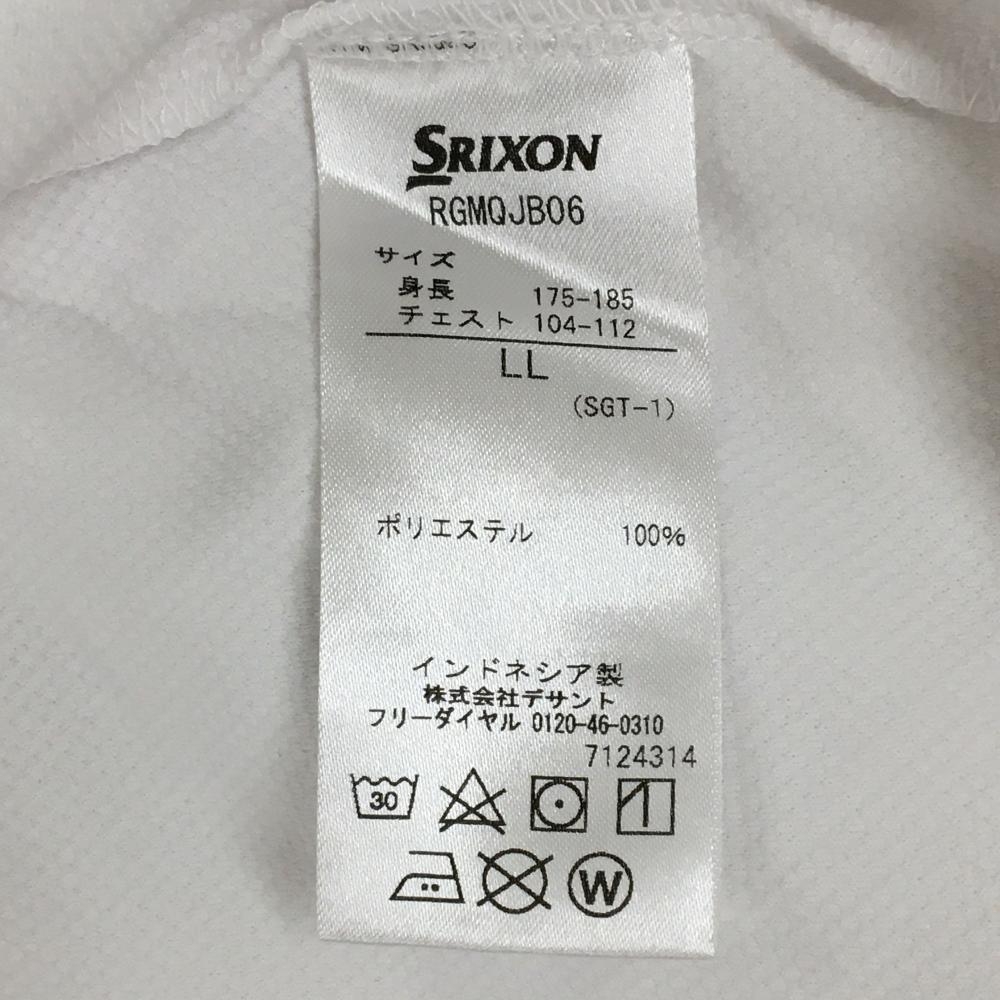 SRIXON
RGMQJB06
サイズ
身長 175-185
チェスト 104-112
LL
(SGT-1)
ポリエステル 100%
インドネシア製
株式会社デサント
フリーダイヤル 0120-46-0310
7124314
30
W